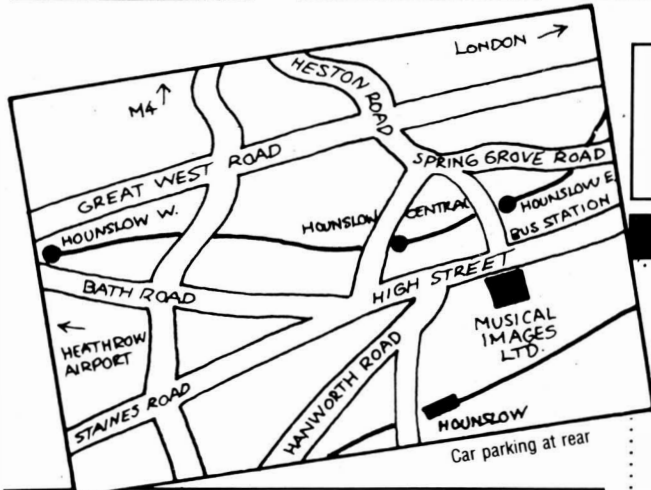 LONDON
M4
HESTON ROAD
GREAT WEST ROAD
SPRING GROVE ROAD
HOUNSLOW W.
HOUNSLOW CENTRAL
HOUNSLOW E.
BUS STATION
BATH ROAD
HIGH STREET
HEATHROW
AIRPORT
MUSICAL
IMAGES
LTD.
STAINES ROAD
HANWORTH ROAD
HOUNSLOW
Car parking at rear